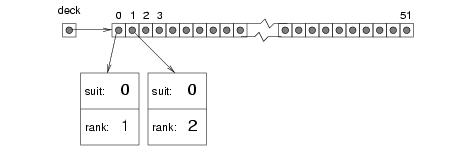 deck
0 1 2 3 51
suit: 0 suit: 0
rank: 1 rank: 2